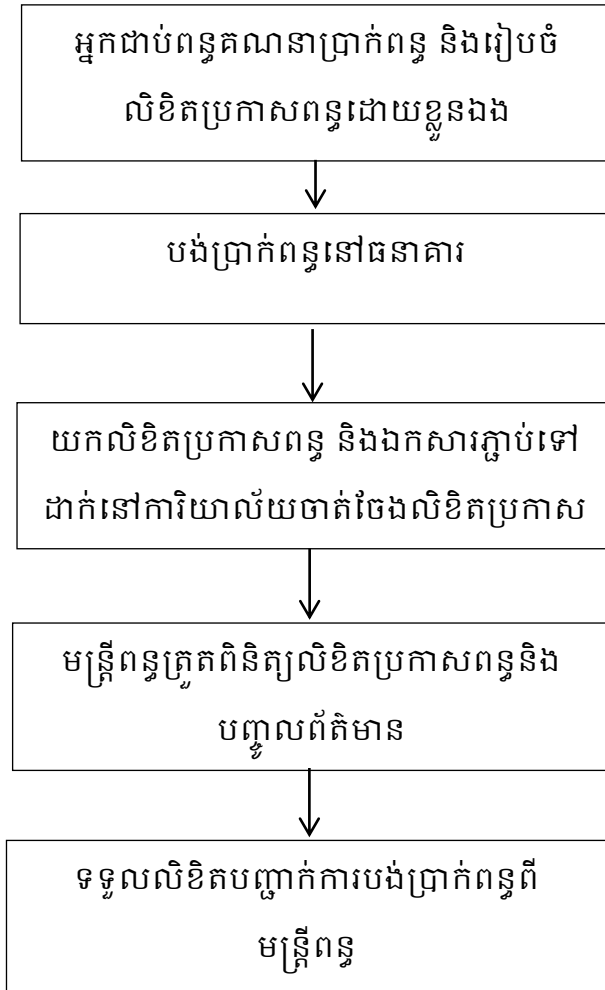 អ្នកជាប់ពន្ធគណនាប្រាក់ពន្ធ និងរៀបចំ
លិខិតប្រកាសពន្ធដោយខ្លួនឯង
បង់ប្រាក់ពន្ធនៅធនាគារ
យកលិខិតប្រកាសពន្ធ និងឯកសារភ្ជាប់ទៅ
ដាក់នៅការិយាល័យចាត់ចែងលិខិតប្រកាស
មន្ត្រីពន្ធត្រួតពិនិត្យលិខិតប្រកាសពន្ធនិង
បញ្ចូលព័ត៌មាន
ទទួលលិខិតបញ្ជាក់ការបង់ប្រាក់ពន្ធពី
មន្ត្រីពន្ធ